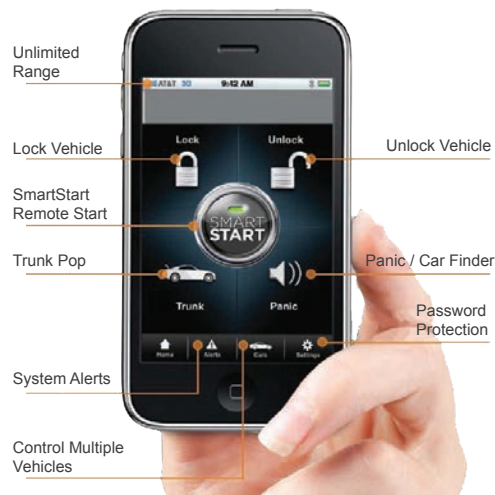 Unlimited
Range
AT&T 3G 9:42 AM
Lock Unlock
Lock Vehicle
Unlock Vehicle
SmartStart
Remote Start
SMART
START
Trunk Pop
Panic / Car Finder
Trunk Panic
Password
Protection
Home Alerts Cars Settings
System Alerts
Control Multiple
Vehicles